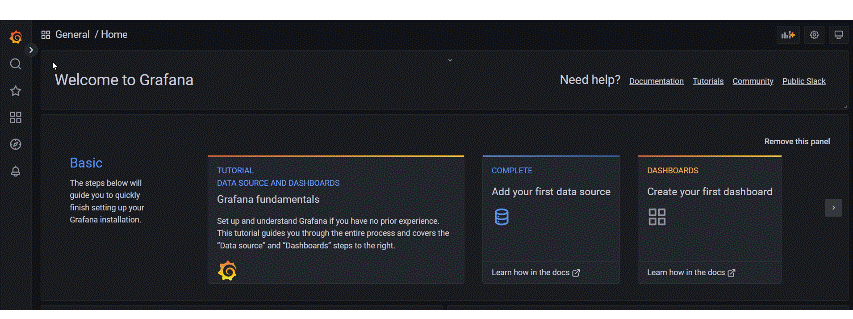 General / Home
Welcome to Grafana
Need help? Documentation Tutorials Community Public Slack
Remove this panel
Basic
The steps below will
guide you to quickly
finish setting up your
Grafana installation.
TUTORIAL
DATA SOURCE AND DASHBOARDS
Grafana fundamentals
Set up and understand Grafana if you have no prior experience.
This tutorial guides you through the entire process and covers the
"Data source" and "Dashboards" steps to the right.
COMPLETE
Add your first data source
Learn how in the docs
DASHBOARDS
Create your first dashboard
Learn how in the docs